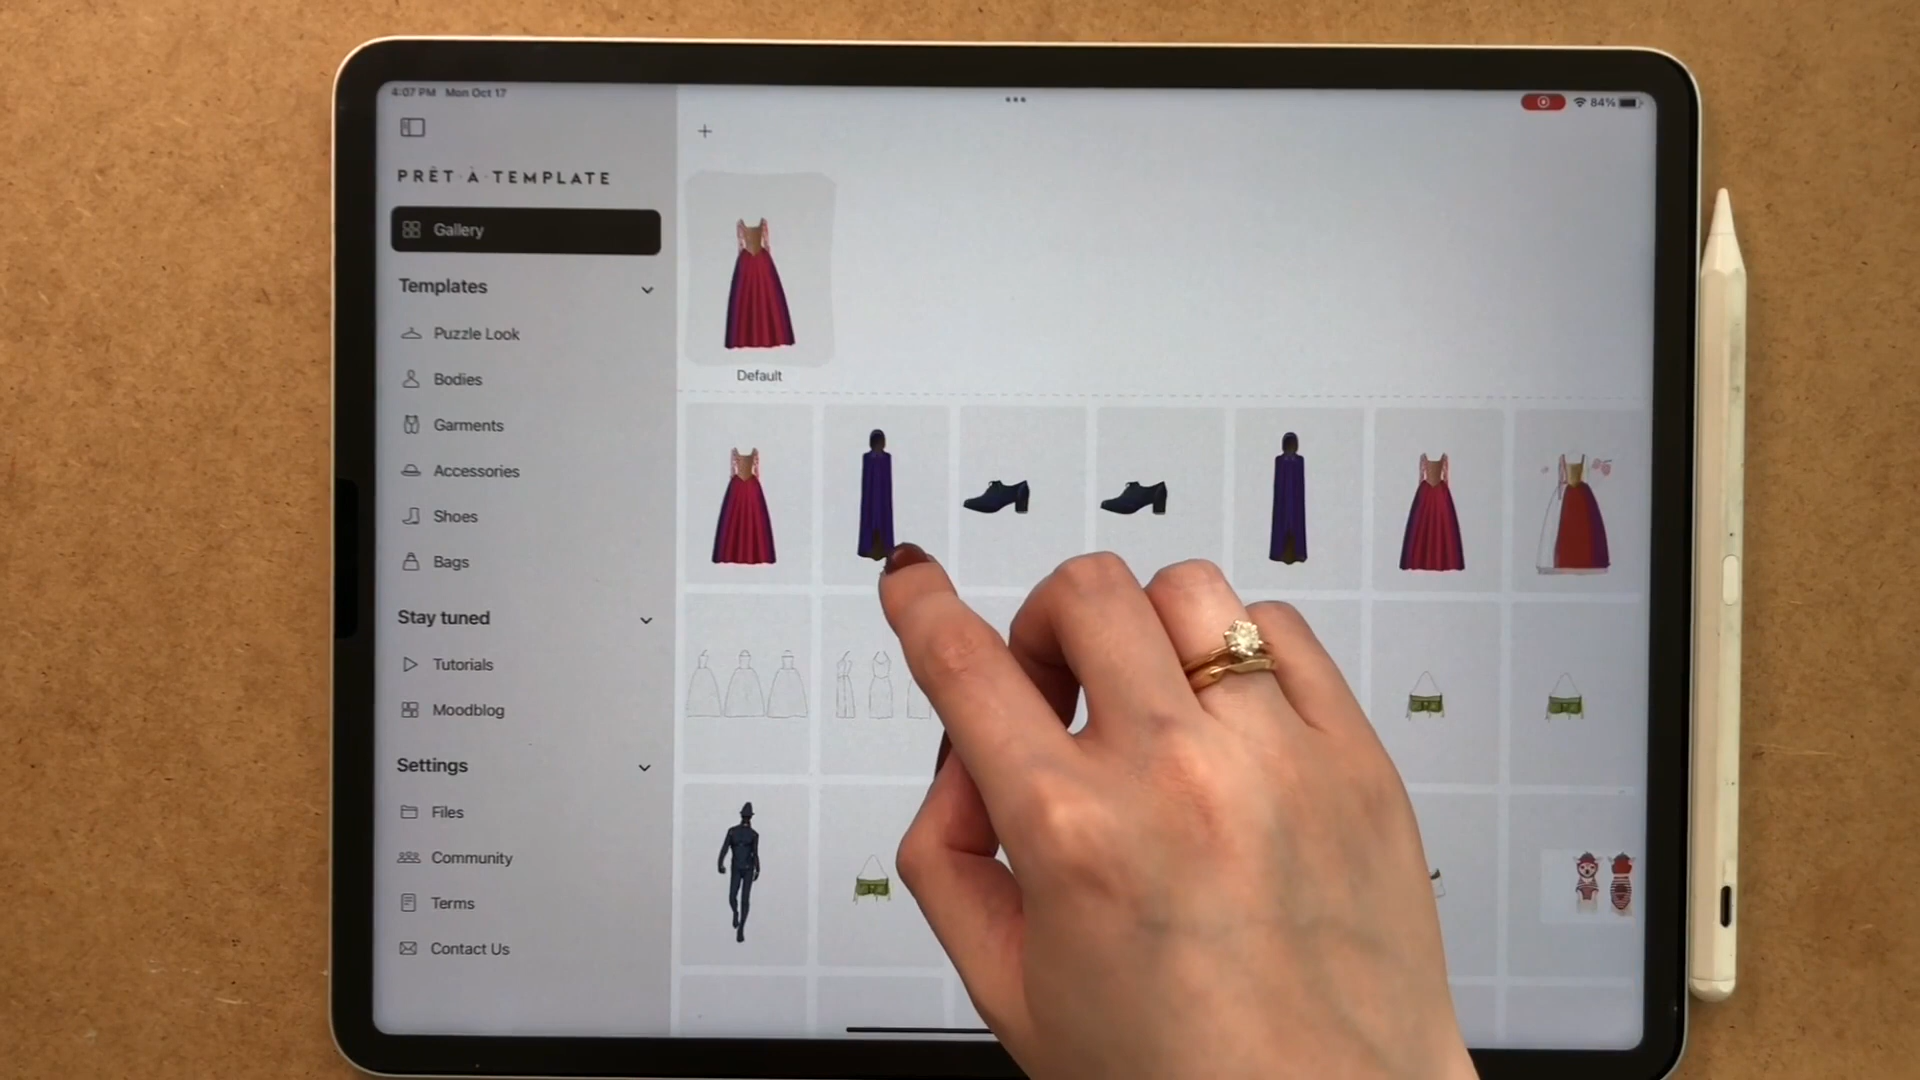 4:07 PM Mon Oct 17
84%
PRÊT-À-TEMPLATE
Gallery
Templates
Puzzle Look
Bodies
Garments
Accessories
Shoes
Bags
Stay tuned
Tutorials
Moodblog
Settings
Files
Community
Terms
Contact Us
Default